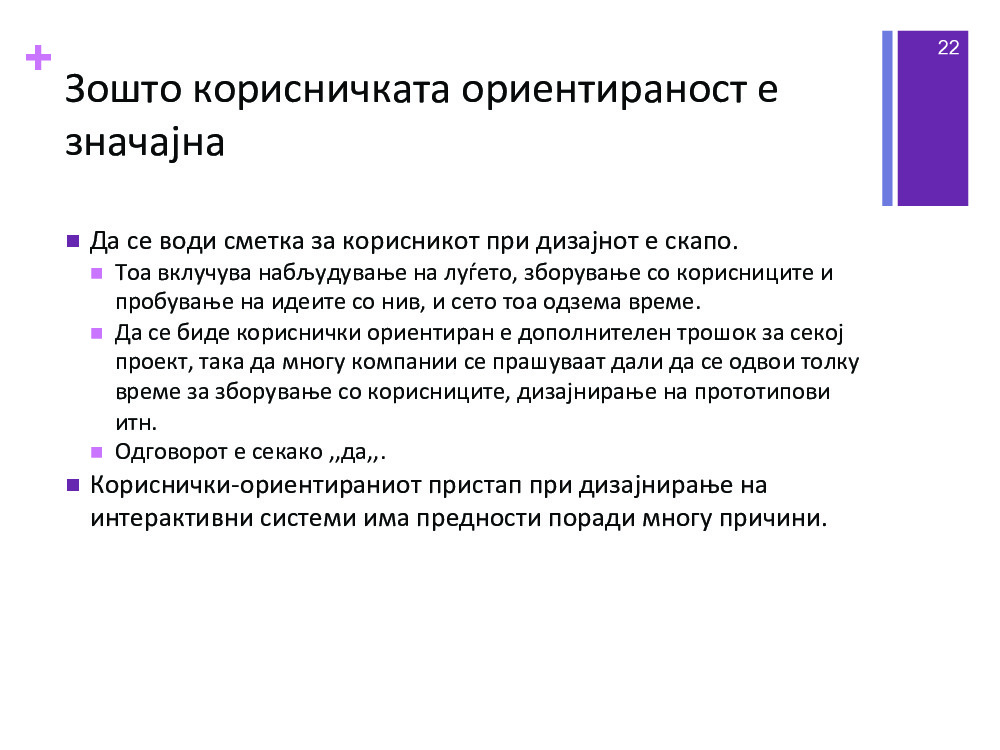 22
Зошто корисничката ориентираност е
значајна
Да се води сметка за корисникот при дизајнот е скапо.
Тоа вклучува набљудување на луѓето, зборување со корисниците и
пробување на идеите со нив, и сето тоа одзема време.
Да се биде кориснички ориентиран е дополнителен трошок за секој
проект, така да многу компании се прашуваат дали да се одвои толку
време за зборување со корисниците, дизајнирање на прототипови
итн.
Одговорот е секако ,,да,,.
Кориснички-ориентираниот пристап при дизајнирање на
интерактивни системи има предности поради многу причини.